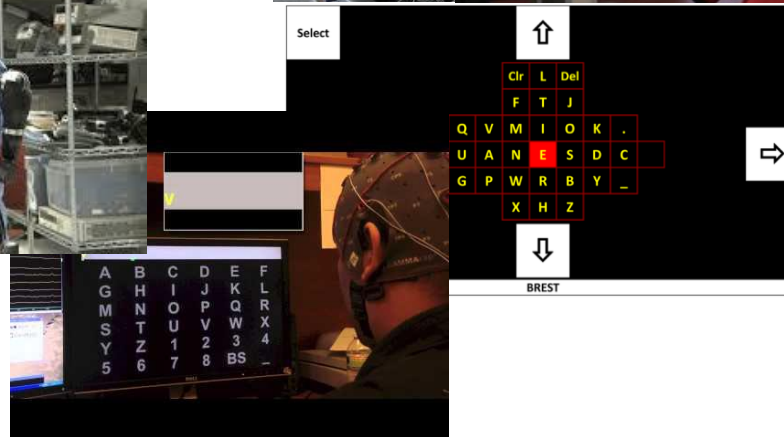 Select
Clr L Del
F T J
Q V M I O K .
U A N E S D C
G P W R B Y _
X H Z
BREST
V
A B C D E F
G H I J K L
M N O P Q R
S T U V W X
Y Z 1 2 3 4
5 6 7 8 BS _